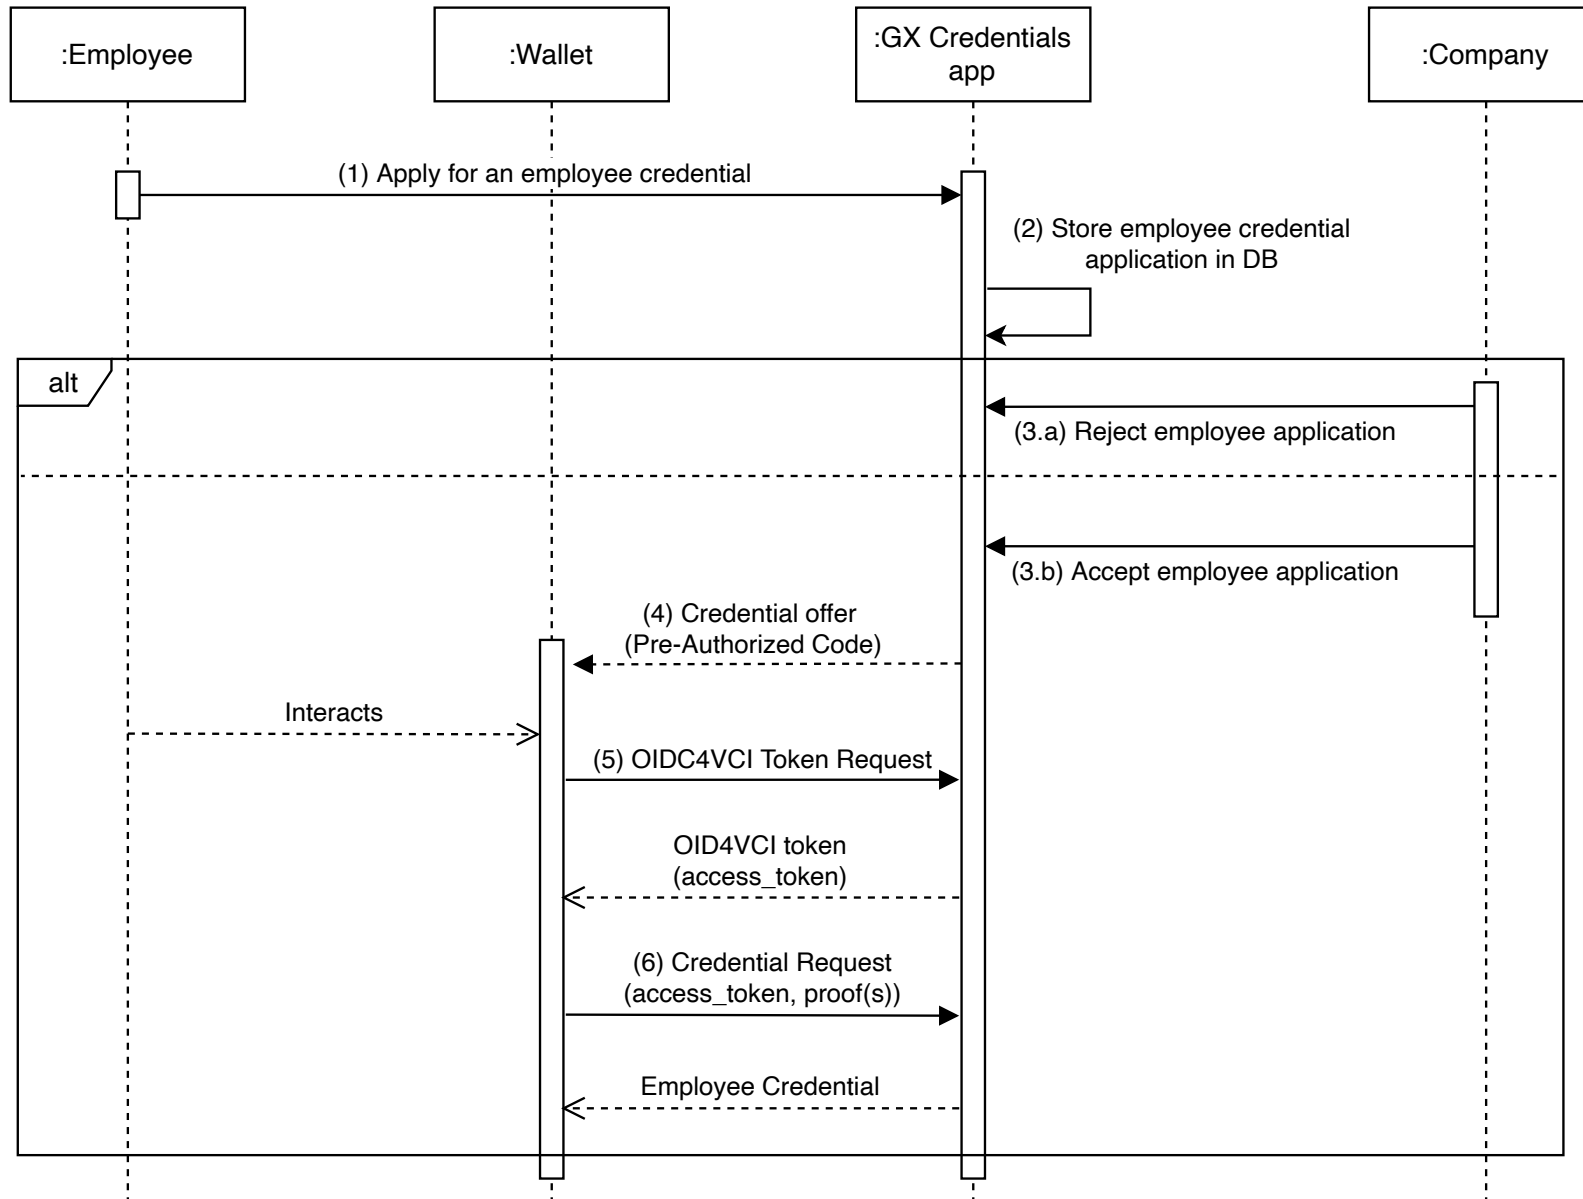 :Employee
:Wallet
:GX Credentials
app
:Company
(1) Apply for an employee credential
(2) Store employee credential
application in DB
alt
(3.a) Reject employee application
(3.b) Accept employee application
(4) Credential offer
(Pre-Authorized Code)
Interacts
(5) OIDC4VCI Token Request
OID4VCI token
(access_token)
(6) Credential Request
(access_token, proof(s))
Employee Credential